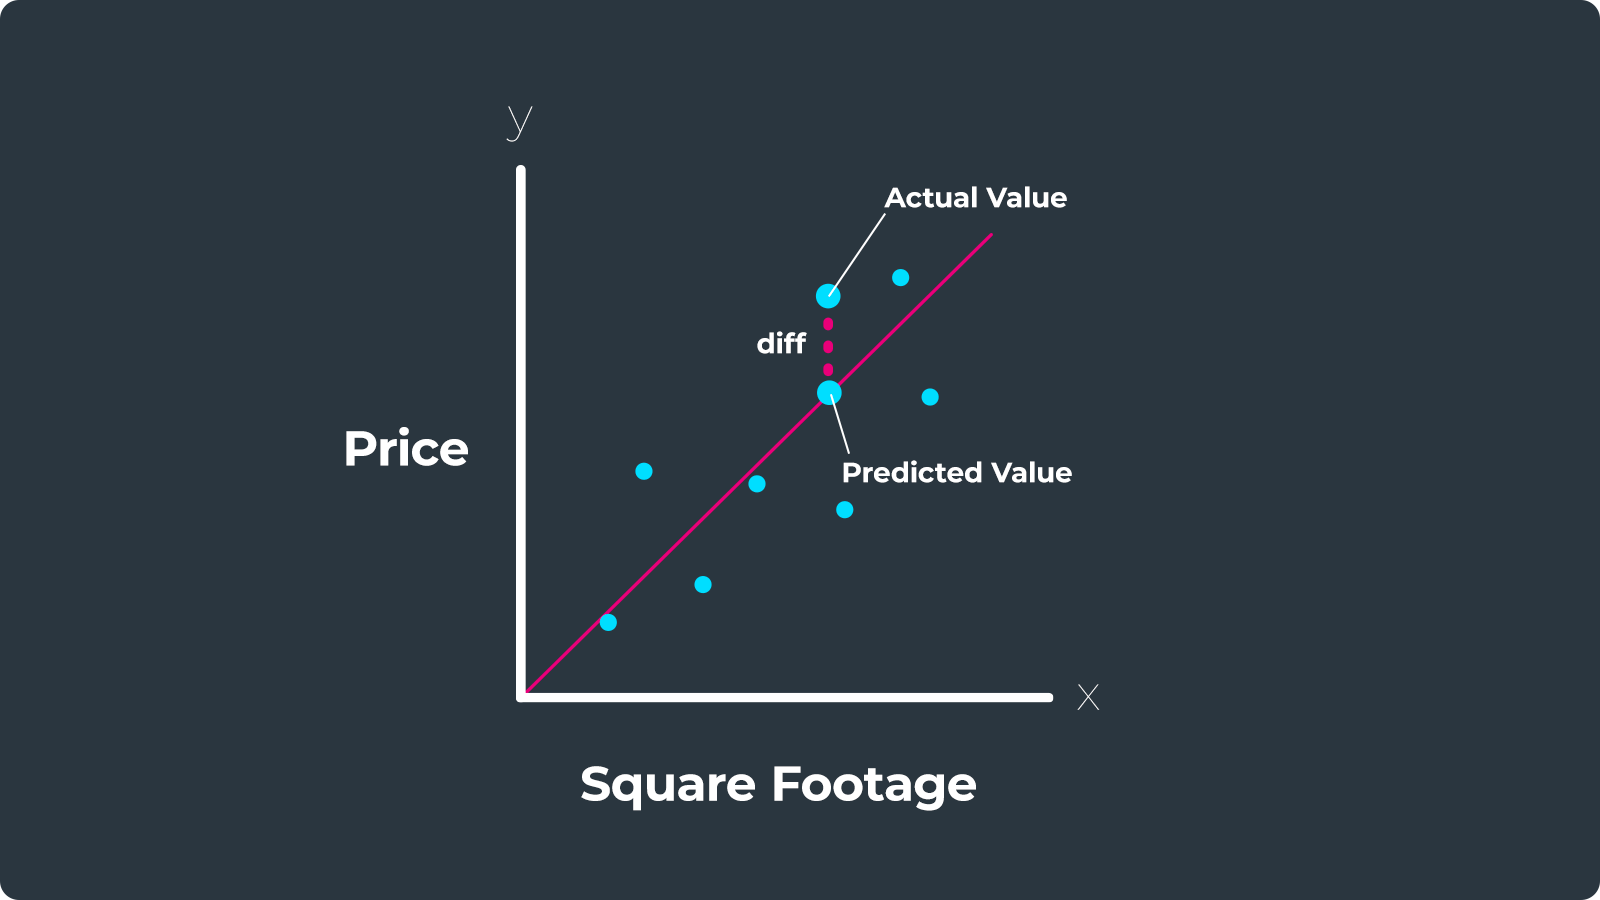 y
Actual Value
diff
Price
Predicted Value
x
Square Footage